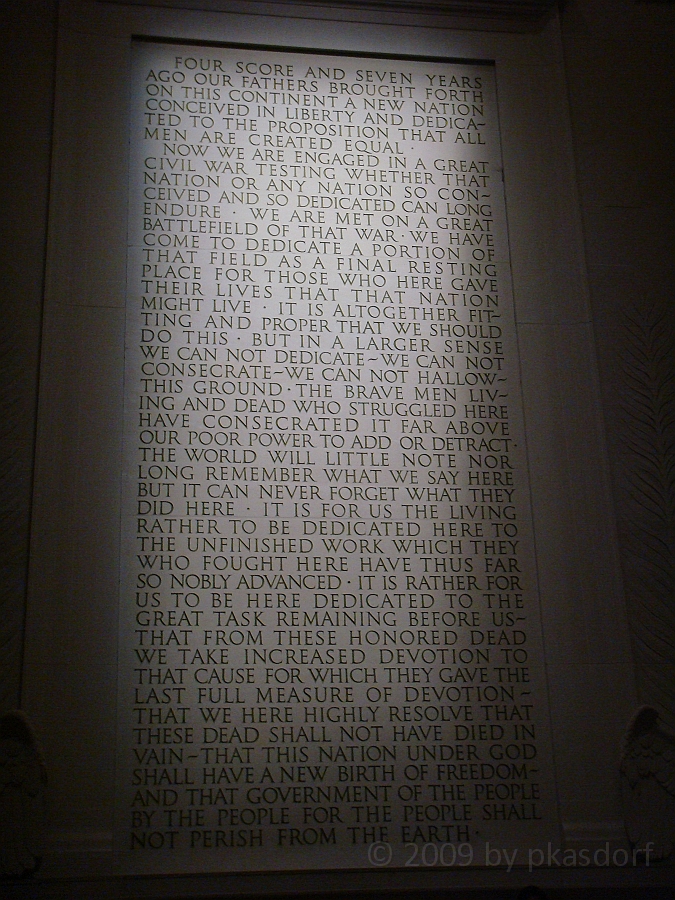 FOUR SCORE AND SEVEN YEARS
AGO OUR FATHERS BROUGHT FORTH
ON THIS CONTINENT A NEW NATION
CONCEIVED IN LIBERTY AND DEDICA~
TED TO THE PROPOSITION THAT ALL
MEN ARE CREATED EQUAL ·
NOW WE ARE ENGAGED IN A GREAT
CIVIL WAR TESTING WHETHER THAT
NATION OR ANY NATION SO CON~
CEIVED AND SO DEDICATED CAN LONG
ENDURE · WE ARE MET ON A GREAT
BATTLEFIELD OF THAT WAR · WE HAVE
COME TO DEDICATE A PORTION OF
THAT FIELD AS A FINAL RESTING
PLACE FOR THOSE WHO HERE GAVE
THEIR LIVES THAT THAT NATION
MIGHT LIVE · IT IS ALTOGETHER FIT~
TING AND PROPER THAT WE SHOULD
DO THIS · BUT IN A LARGER SENSE
WE CAN NOT DEDICATE~WE CAN NOT
CONSECRATE~WE CAN NOT HALLOW~
THIS GROUND · THE BRAVE MEN LIV~
ING AND DEAD WHO STRUGGLED HERE
HAVE CONSECRATED IT FAR ABOVE
OUR POOR POWER TO ADD OR DETRACT ·
THE WORLD WILL LITTLE NOTE NOR
LONG REMEMBER WHAT WE SAY HERE
BUT IT CAN NEVER FORGET WHAT THEY
DID HERE · IT IS FOR US THE LIVING
RATHER TO BE DEDICATED HERE TO
THE UNFINISHED WORK WHICH THEY
WHO FOUGHT HERE HAVE THUS FAR
SO NOBLY ADVANCED · IT IS RATHER FOR
US TO BE HERE DEDICATED TO THE
GREAT TASK REMAINING BEFORE US~
THAT FROM THESE HONORED DEAD
WE TAKE INCREASED DEVOTION TO
THAT CAUSE FOR WHICH THEY GAVE THE
LAST FULL MEASURE OF DEVOTION~
THAT WE HERE HIGHLY RESOLVE THAT
THESE DEAD SHALL NOT HAVE DIED IN
VAIN~THAT THIS NATION UNDER GOD
SHALL HAVE A NEW BIRTH OF FREEDOM~
AND THAT GOVERNMENT OF THE PEOPLE
BY THE PEOPLE FOR THE PEOPLE SHALL
NOT PERISH FROM THE EARTH ·
© 2009 by pkasdorf